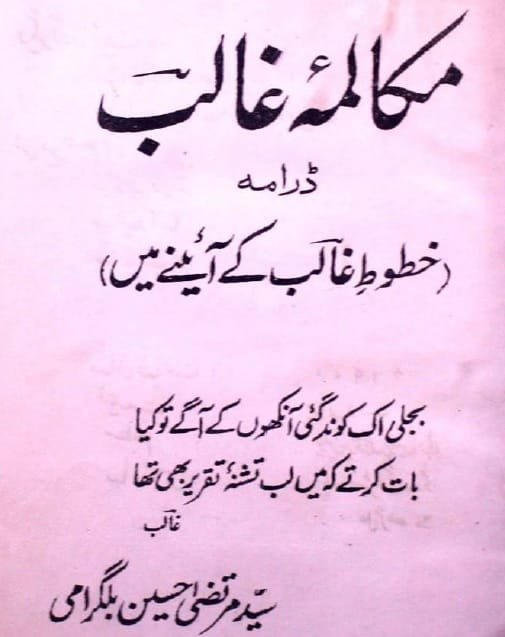 مکالمۂ غالبؔ
ڈرامہ
(خطوطِ غالبؔ کے آئینے میں)
بجلی اک کوند گئی آنکھوں کے آگے تو کیا
بات کرتے کہ میں لب تشنۂ تقریر بھی تھا
غالبؔ
سیّد مرتضیٰ حسین بلگرامی